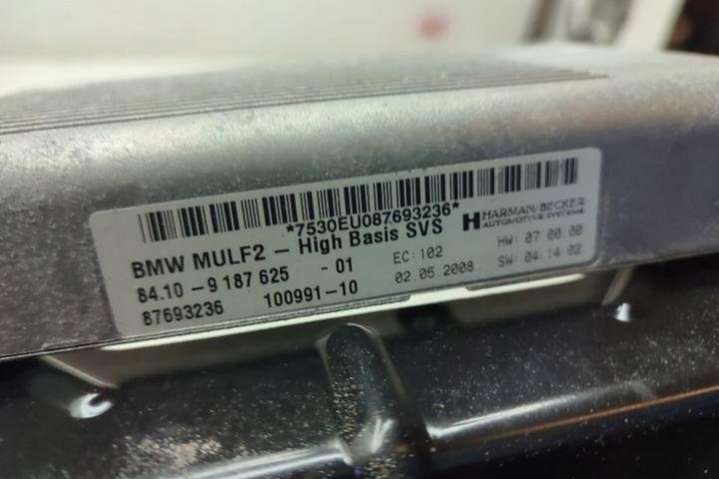 *7530EU087693236*
BMW MULF2 - High Basis SVS
HARMAN/BECKER
AUTOMOTIVE SYSTEMS
84.10 - 9 187 625 - 01
EC: 102
HW: 07 00.00
87693236 100991-10
02.05.2008
SW: 04.14 02